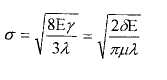 σ = √(8Eγ / 3λ) = √(2δE / πμλ)